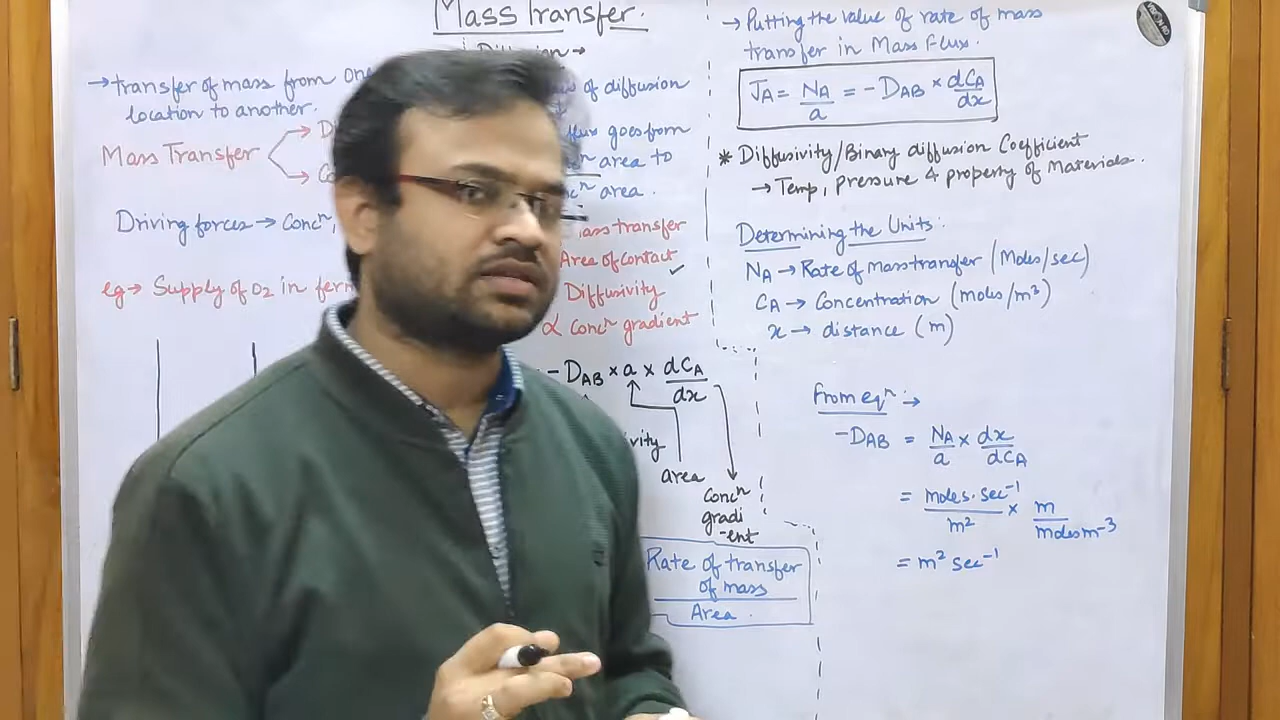 Mass Transfer.
→ transfer of mass from one
location to another.
Mass Transfer
Driving forces → Concⁿ,
eg → Supply of O2 in
of diffusion
flux goes from
area to
area.
mass transfer
Area of contact ✓
Diffusivity
∝ Concⁿ gradient
- DAB × a × dCA/dx
area
Concⁿ
gradi
-ent
Rate of transfer
of mass
Area.
→ Putting the value of rate of mass
transfer in Mass Flux.
JA = NA/a = -DAB × dCA/dx
* Diffusivity/Binary diffusion Coefficient
→ Temp, Pressure & property of Materials.
Determining the Units:
NA → Rate of mass transfer (Moles/sec)
CA → Concentration (moles/m³)
x → distance (m)
From eqⁿ :→
-DAB = NA/a × dx/dCA
= moles.sec⁻¹/m² × m/moles m⁻³
= m² sec⁻¹